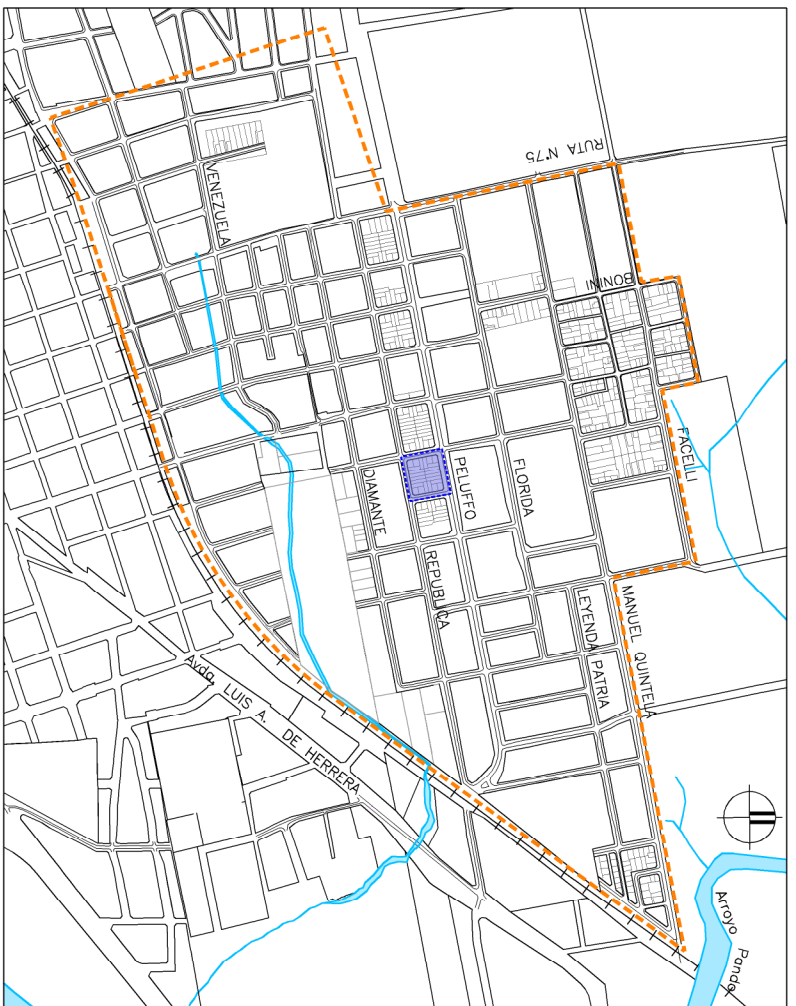 RUTA N°75
VENEZUELA
BONINI
FACELLI
PELUFFO
FLORIDA
DIAMANTE
REPUBLICA
MANUEL QUINTELA
LEYENDA PATRIA
Avda. LUIS A. DE HERRERA
Arroyo Pando